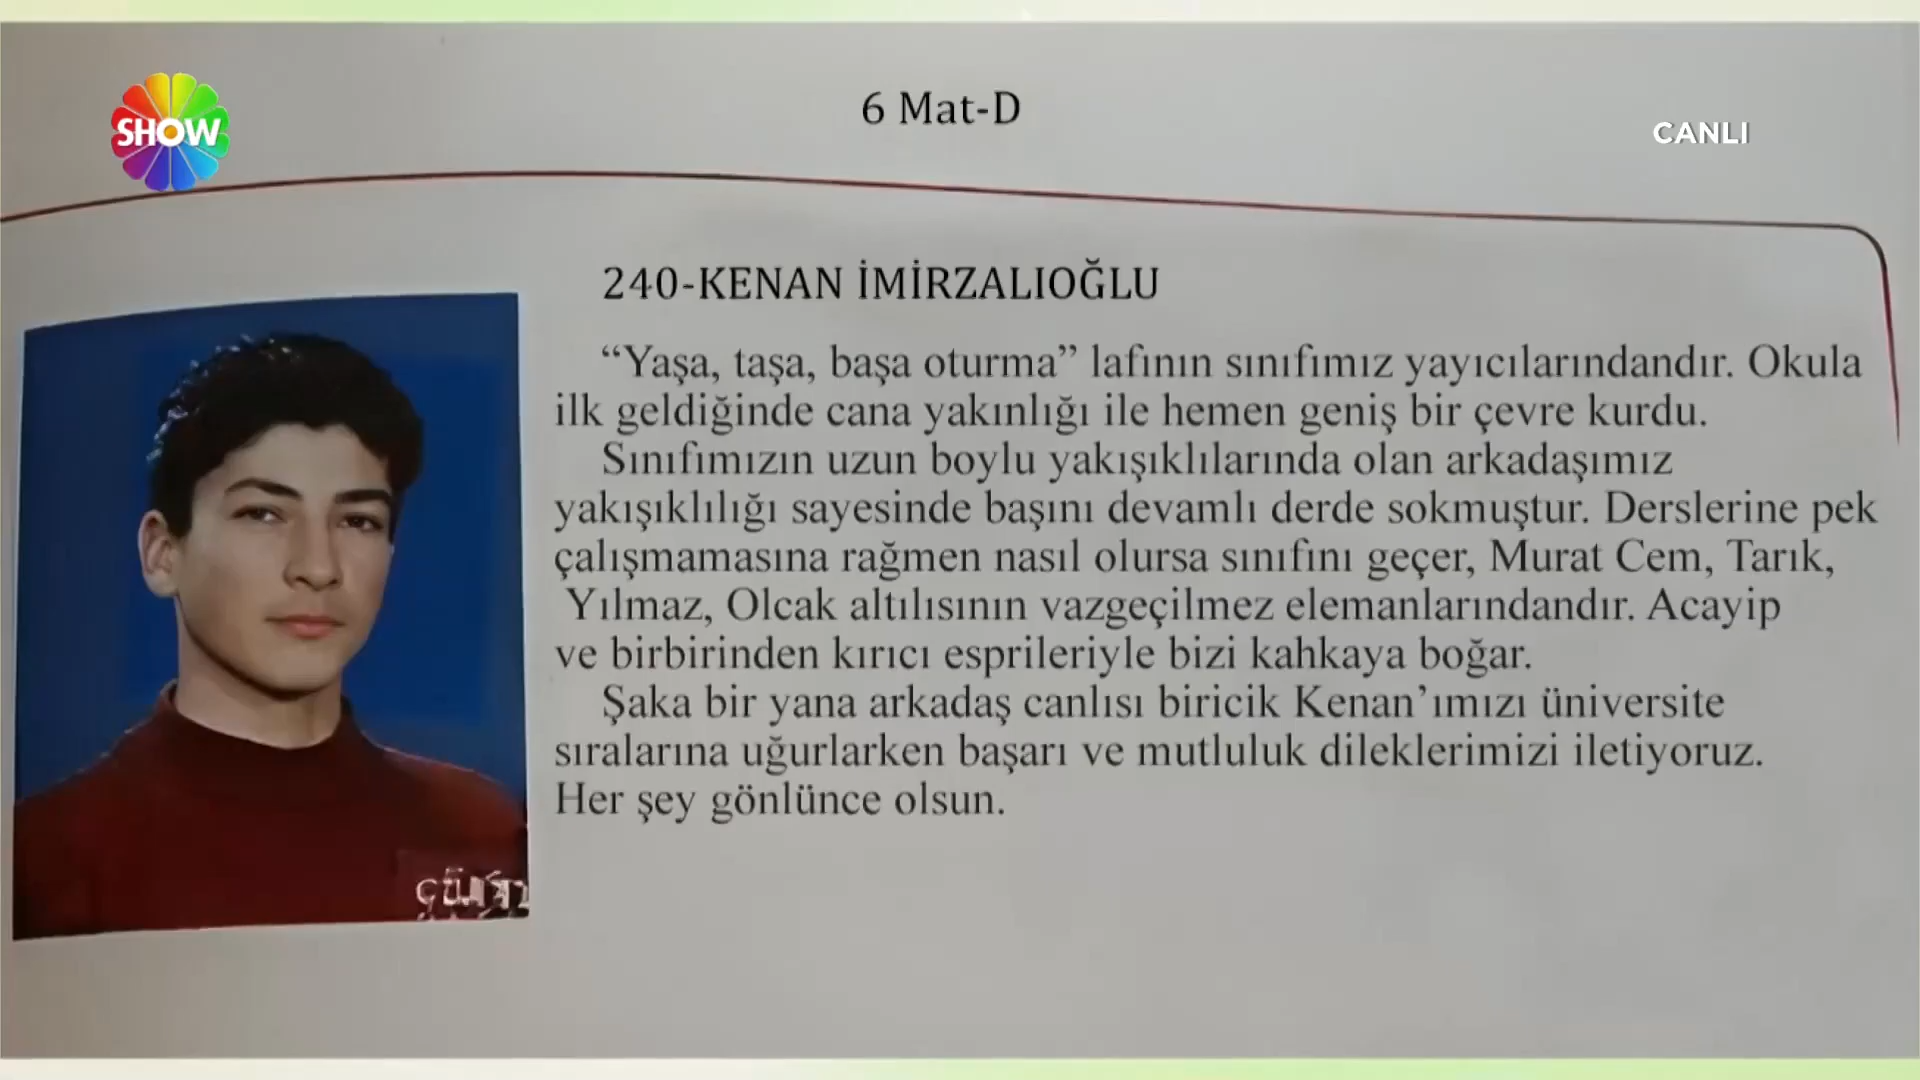 SHOW
6 Mat-D
CANLI
240-KENAN İMİRZALIOĞLU
“Yaşa, taşa, başa oturma” lafının sınıfımız yayıcılarındandır. Okula
ilk geldiğinde cana yakınlığı ile hemen geniş bir çevre kurdu.
Sınıfımızın uzun boylu yakışıklılarında olan arkadaşımız
yakışıklılığı sayesinde başını devamlı derde sokmuştur. Derslerine pek
çalışmamasına rağmen nasıl olursa sınıfını geçer, Murat Cem, Tarık,
Yılmaz, Olcak altılısının vazgeçilmez elemanlarındandır. Acayip
ve birbirinden kırıcı esprileriyle bizi kahkaya boğar.
Şaka bir yana arkadaş canlısı biricik Kenan’ımızı üniversite
sıralarına uğurlarken başarı ve mutluluk dileklerimizi iletiyoruz.
Her şey gönlünce olsun.